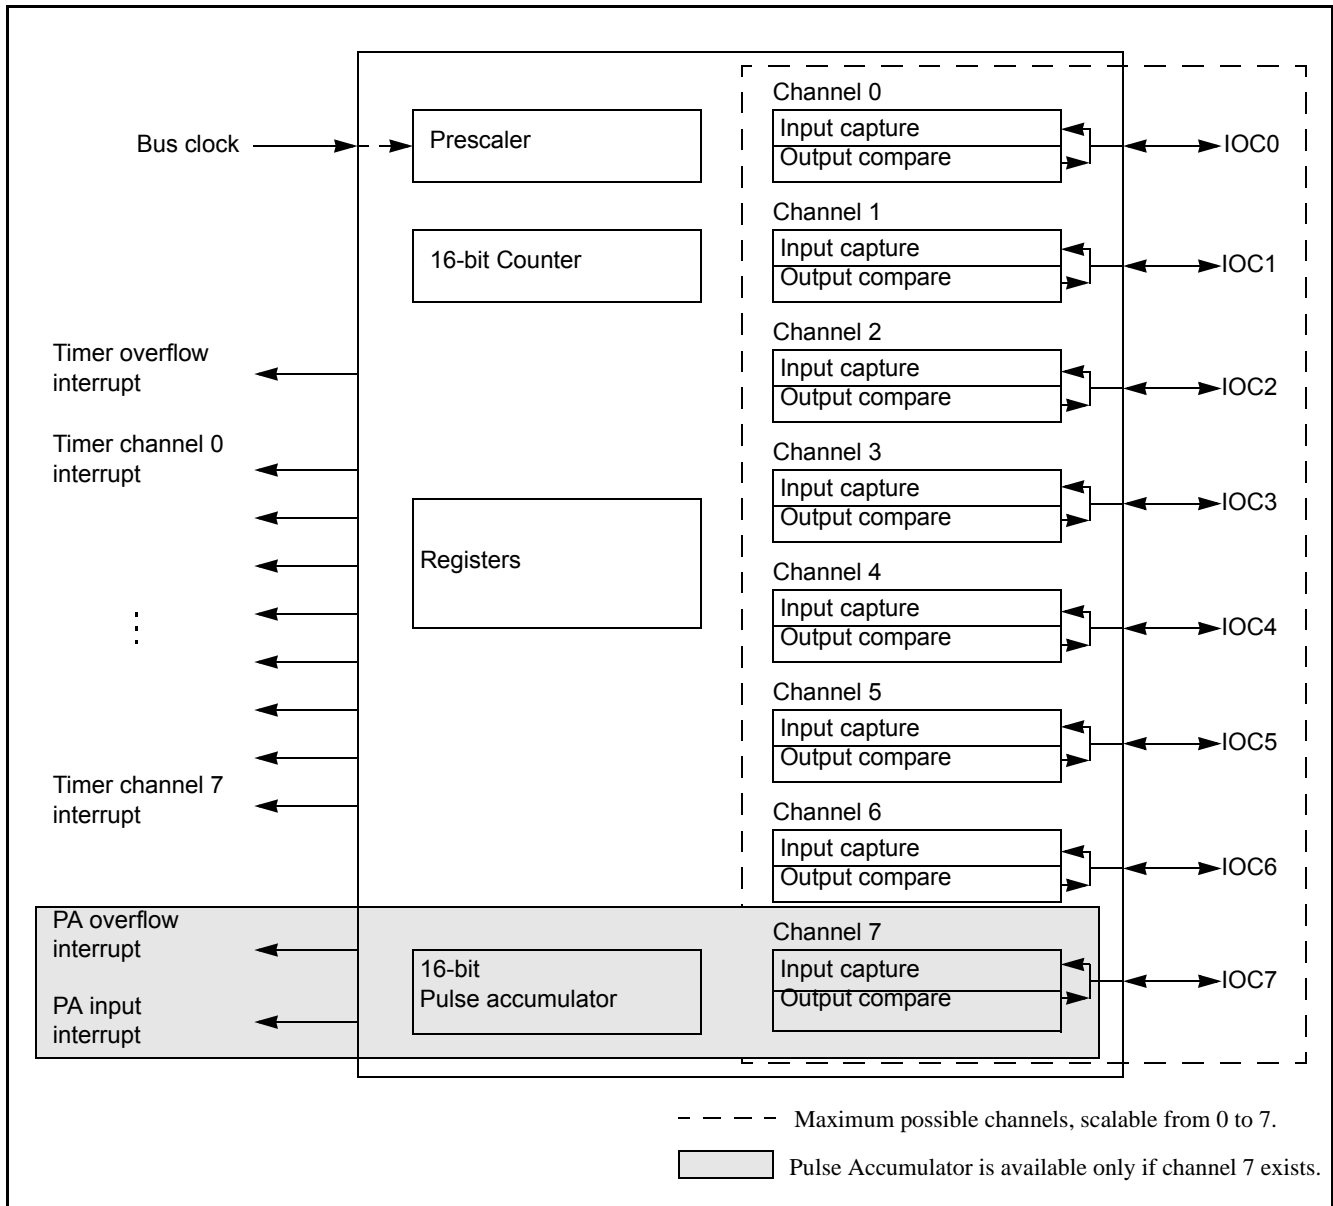 Channel 0
Bus clock
Prescaler
Input capture
Output compare
IOC0
Channel 1
16-bit Counter
Input capture
Output compare
IOC1
Channel 2
Timer overflow
interrupt
Input capture
Output compare
IOC2
Timer channel 0
interrupt
Channel 3
Input capture
Output compare
IOC3
Registers
Channel 4
Input capture
Output compare
IOC4
Channel 5
Input capture
Output compare
IOC5
Timer channel 7
interrupt
Channel 6
Input capture
Output compare
IOC6
PA overflow
interrupt
PA input
interrupt
16-bit
Pulse accumulator
Channel 7
Input capture
Output compare
IOC7
Maximum possible channels, scalable from 0 to 7.
Pulse Accumulator is available only if channel 7 exists.